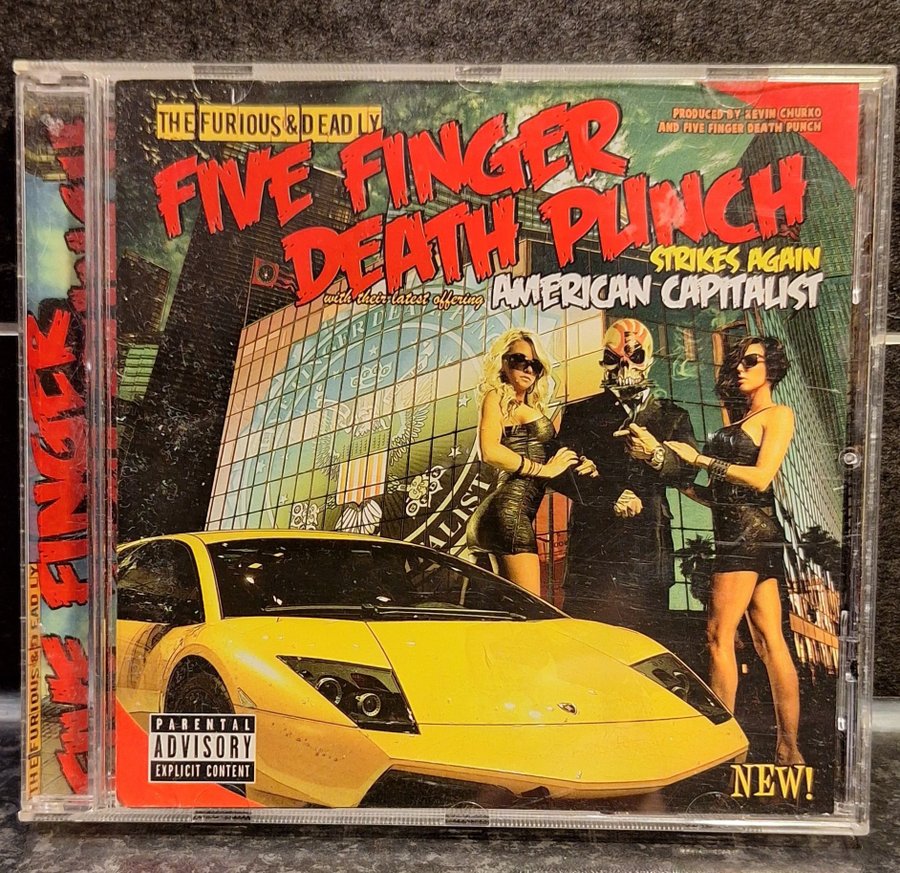 THE FURIOUS & DEADLY
PRODUCED BY KEVIN CHURKO
AND FIVE FINGER DEATH PUNCH
FIVE FINGER
DEATH PUNCH
STRIKES AGAIN
with their latest offering
AMERICAN CAPITALIST
PARENTAL
ADVISORY
EXPLICIT CONTENT
NEW!
THE FURIOUS & DEADLY
FIVE FINGER